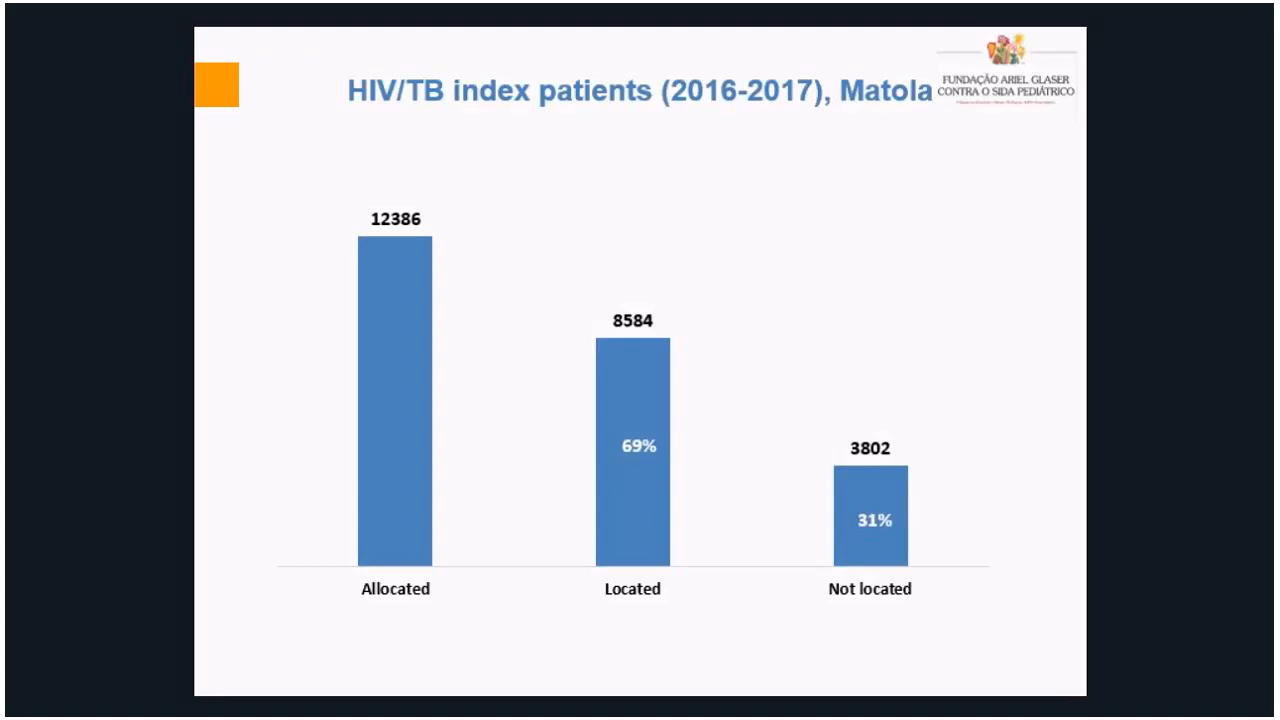 HIV/TB index patients (2016-2017), Matola
FUNDAÇÃO ARIEL GLASER
CONTRA O SIDA PEDIÁTRICO
12386
8584
69%
3802
31%
Allocated
Located
Not located